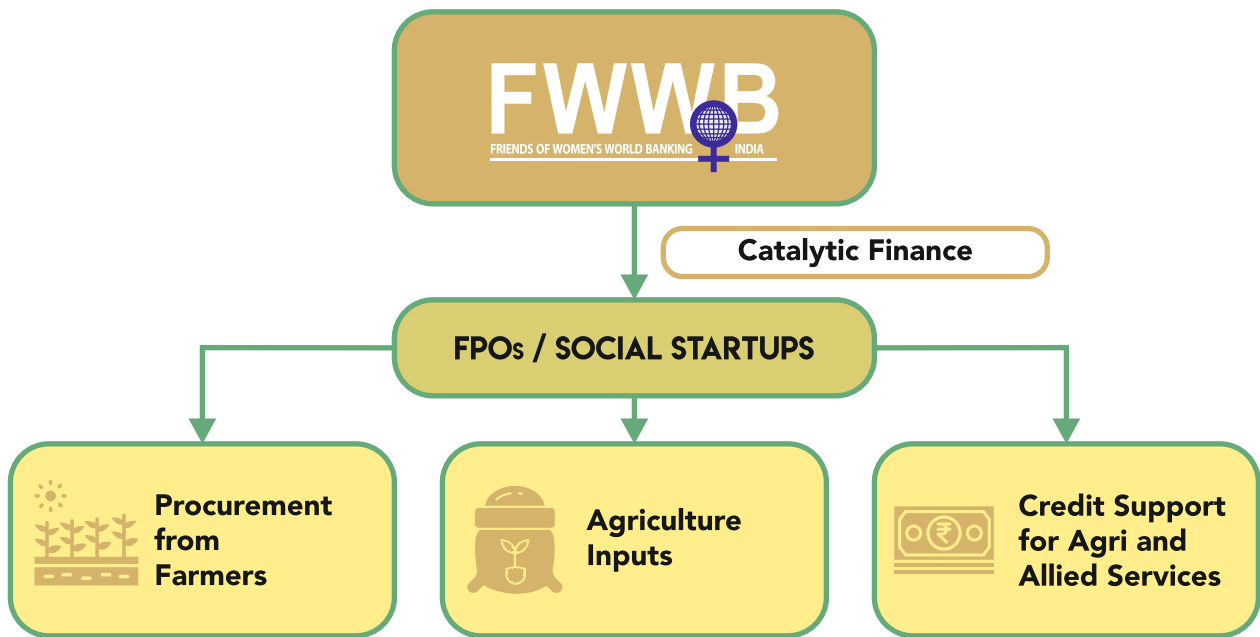 FWWB
FRIENDS OF WOMEN'S WORLD BANKING INDIA
Catalytic Finance
FPOs / SOCIAL STARTUPS
Procurement
from
Farmers
Agriculture
Inputs
₹
Credit Support
for Agri and
Allied Services